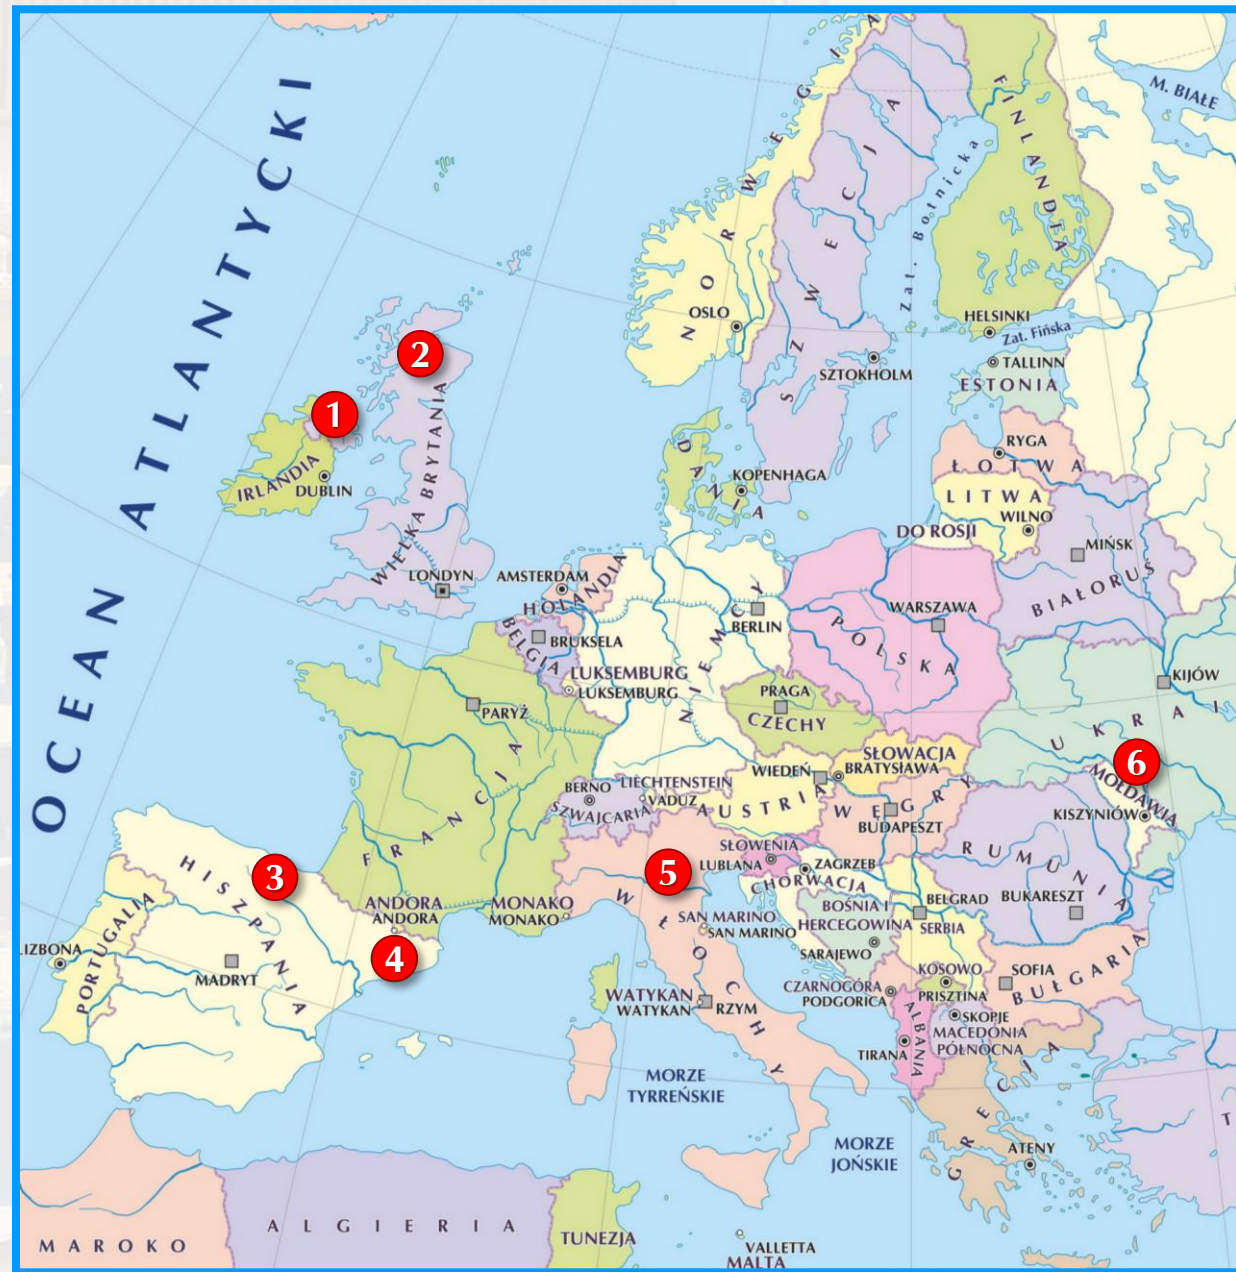 OCEAN ATLANTYCKI
M. BIAŁE
NORWEGIA
SZWECJA
FINLANDIA
Zat. Botnicka
OSLO
HELSINKI
Zat. Fińska
TALLINN
ESTONIA
SZTOKHOLM
2
1
RYGA
ŁOTWA
LITWA
WILNO
DANIA
KOPENHAGA
IRLANDIA
DUBLIN
WIELKA BRYTANIA
LONDYN
DO ROSJI
MIŃSK
BIAŁORUŚ
AMSTERDAM
HOLANDIA
BELGIA
BRUKSELA
NIEMCY
BERLIN
POLSKA
WARSZAWA
LUKSEMBURG
LUKSEMBURG
KIJÓW
UKRAI
PARYŻ
FRANCJA
PRAGA
CZECHY
SŁOWACJA
BRATYSŁAWA
WIEDEŃ
AUSTRIA
LIECHTENSTEIN
VADUZ
BERNO
SZWAJCARIA
WĘGRY
BUDAPESZT
6
MOŁDAWIA
KISZYNIÓW
RUMUNIA
BUKARESZT
SŁOWENIA
LUBLANA
ZAGRZEB
CHORWACJA
5
3
HISZPANIA
MADRYT
PORTUGALIA
LIZBONA
ANDORA
ANDORA
4
MONAKO
MONAKO
WŁOCHY
SAN MARINO
SAN MARINO
BOŚNIA I
HERCEGOWINA
SARAJEWO
BELGRAD
SERBIA
CZARNOGÓRA
PODGORICA
KOSOWO
PRISZTINA
SOFIA
BUŁGARIA
WATYKAN
WATYKAN
RZYM
SKOPJE
MACEDONIA
PÓŁNOCNA
TIRANA
ALBANIA
GRECJA
ATENY
T
MORZE
TYRREŃSKIE
MORZE
JOŃSKIE
MAROKO
ALGIERIA
TUNEZJA
VALLETTA
MALTA